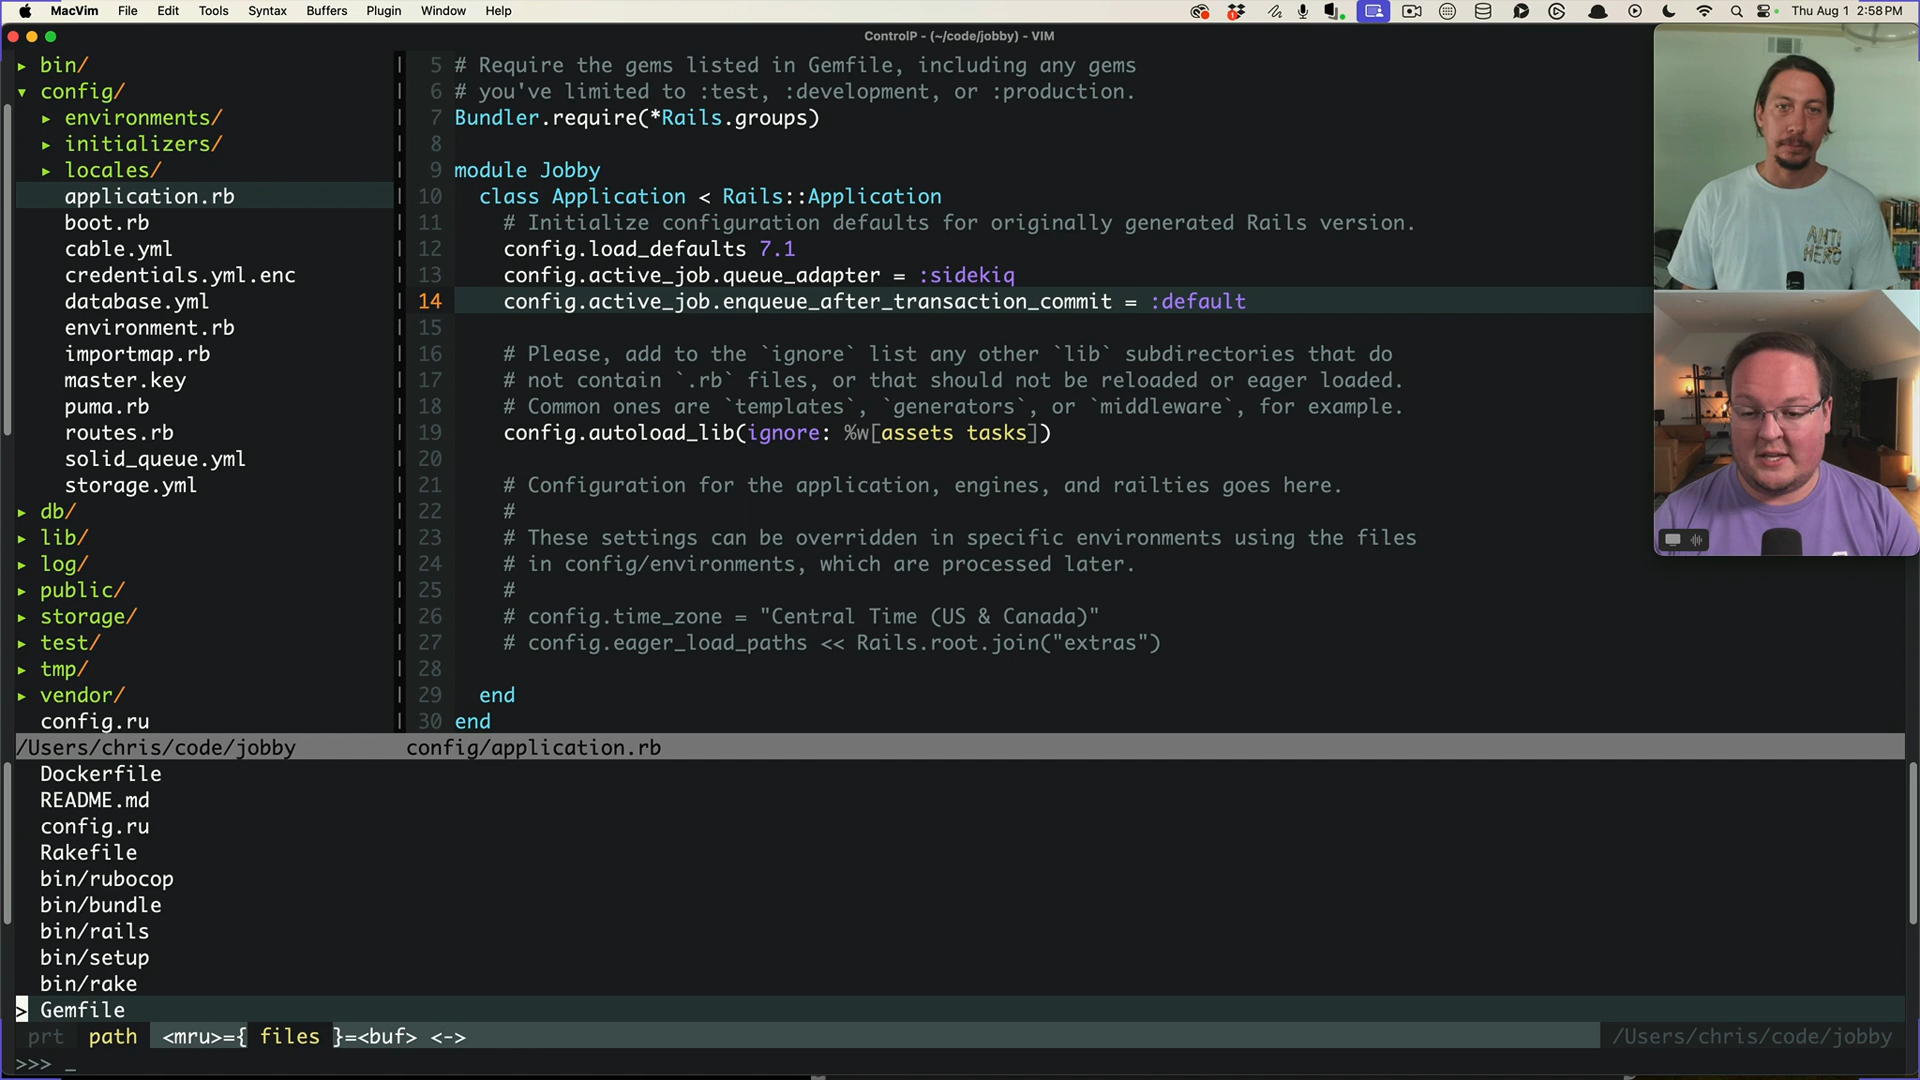 MacVim File Edit Tools Syntax Buffers Plugin Window Help Thu Aug 1 2:58 PM
ControlP - (~/code/jobby) - VIM
▸ bin/
▾ config/
▸ environments/
▸ initializers/
▸ locales/
application.rb
boot.rb
cable.yml
credentials.yml.enc
database.yml
environment.rb
importmap.rb
master.key
puma.rb
routes.rb
solid_queue.yml
storage.yml
▸ db/
▸ lib/
▸ log/
▸ public/
▸ storage/
▸ test/
▸ tmp/
▸ vendor/
config.ru
5 # Require the gems listed in Gemfile, including any gems
6 # you've limited to :test, :development, or :production.
7 Bundler.require(*Rails.groups)
8
9 module Jobby
10 class Application < Rails::Application
11 # Initialize configuration defaults for originally generated Rails version.
12 config.load_defaults 7.1
13 config.active_job.queue_adapter = :sidekiq
14 config.active_job.enqueue_after_transaction_commit = :default
15
16 # Please, add to the `ignore` list any other `lib` subdirectories that do
17 # not contain `.rb` files, or that should not be reloaded or eager loaded.
18 # Common ones are `templates`, `generators`, or `middleware`, for example.
19 config.autoload_lib(ignore: %w[assets tasks])
20
21 # Configuration for the application, engines, and railties goes here.
22 #
23 # These settings can be overridden in specific environments using the files
24 # in config/environments, which are processed later.
25 #
26 # config.time_zone = "Central Time (US & Canada)"
27 # config.eager_load_paths << Rails.root.join("extras")
28
29 end
30 end
ANTI
HERO
/Users/chris/code/jobby config/application.rb
Dockerfile
README.md
config.ru
Rakefile
bin/rubocop
bin/bundle
bin/rails
bin/setup
bin/rake
> Gemfile
prt path <mru>={ files }=<buf> <-> /Users/chris/code/jobby
>>> _